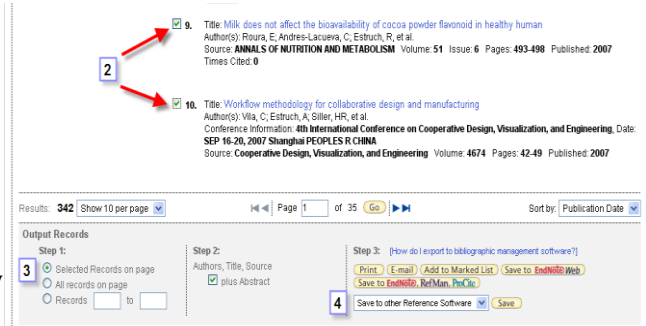 9. Title: Milk does not affect the bioavailability of cocoa powder flavonoid in healthy human
Author(s): Roura, E; Andres-Lacueva, C; Estruch, R, et al.
Source: ANNALS OF NUTRITION AND METABOLISM Volume: 51 Issue: 6 Pages: 493-498 Published: 2007
Times Cited: 0
2
10. Title: Workflow methodology for collaborative design and manufacturing
Author(s): Vila, C; Estruch, A; Siller, HR, et al.
Conference Information: 4th International Conference on Cooperative Design, Visualization, and Engineering, Date:
SEP 16-20, 2007 Shanghai PEOPLES R CHINA
Source: Cooperative Design, Visualization, and Engineering Volume: 4674 Pages: 42-49 Published: 2007
Results: 342 Show 10 per page Page 1 of 35 Go Sort by: Publication Date
Output Records
Step 1: Step 2: Step 3: [How do I export to bibliographic management software?]
3 Selected Records on page Authors, Title, Source Print E-mail Add to Marked List Save to EndNote Web
All records on page plus Abstract Save to EndNote, RefMan, ProCite
Records to 4 Save to other Reference Software Save